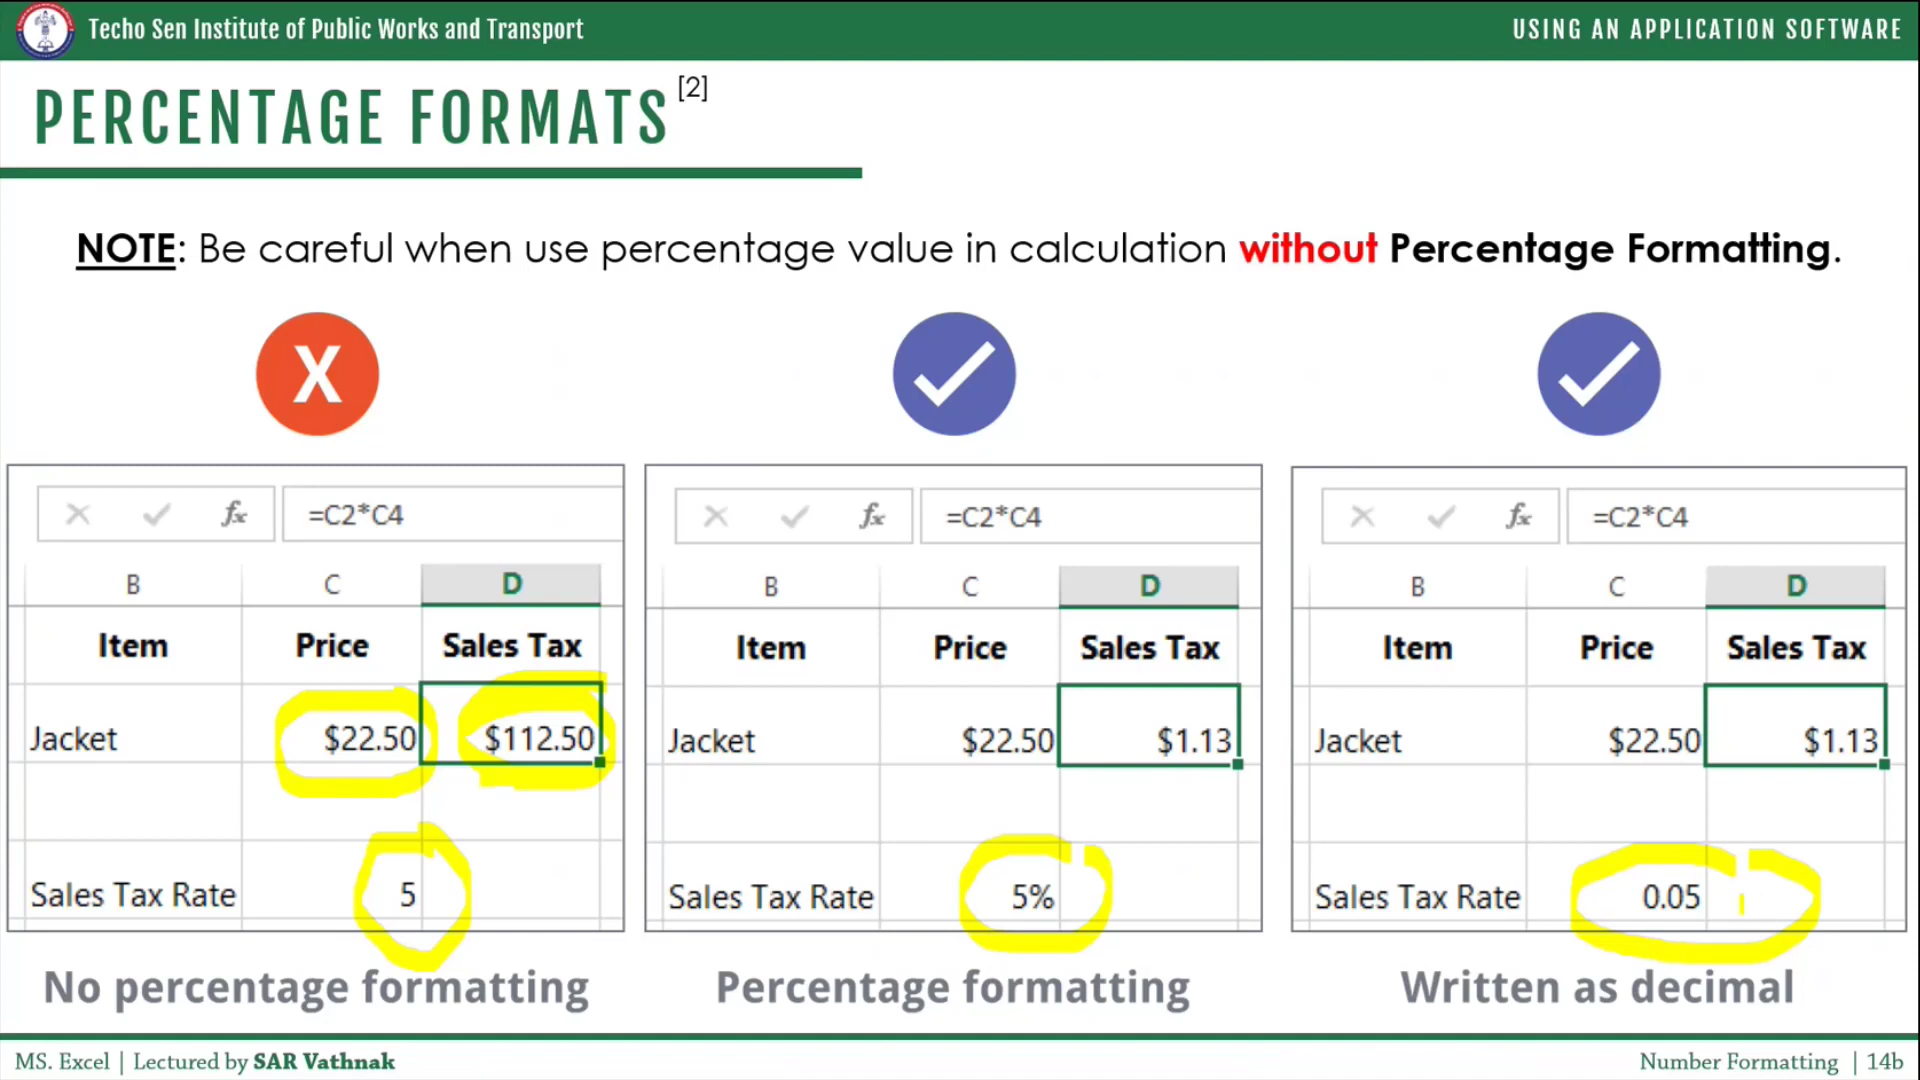 Techo Sen Institute of Public Works and Transport
USING AN APPLICATION SOFTWARE
PERCENTAGE FORMATS [2]
NOTE: Be careful when use percentage value in calculation without Percentage Formatting.
X
fx =C2*C4
B C D
Item Price Sales Tax
Jacket $22.50 $112.50
Sales Tax Rate 5
No percentage formatting
fx =C2*C4
B C D
Item Price Sales Tax
Jacket $22.50 $1.13
Sales Tax Rate 5%
Percentage formatting
fx =C2*C4
B C D
Item Price Sales Tax
Jacket $22.50 $1.13
Sales Tax Rate 0.05
Written as decimal
MS. Excel | Lectured by SAR Vathnak
Number Formatting | 14b